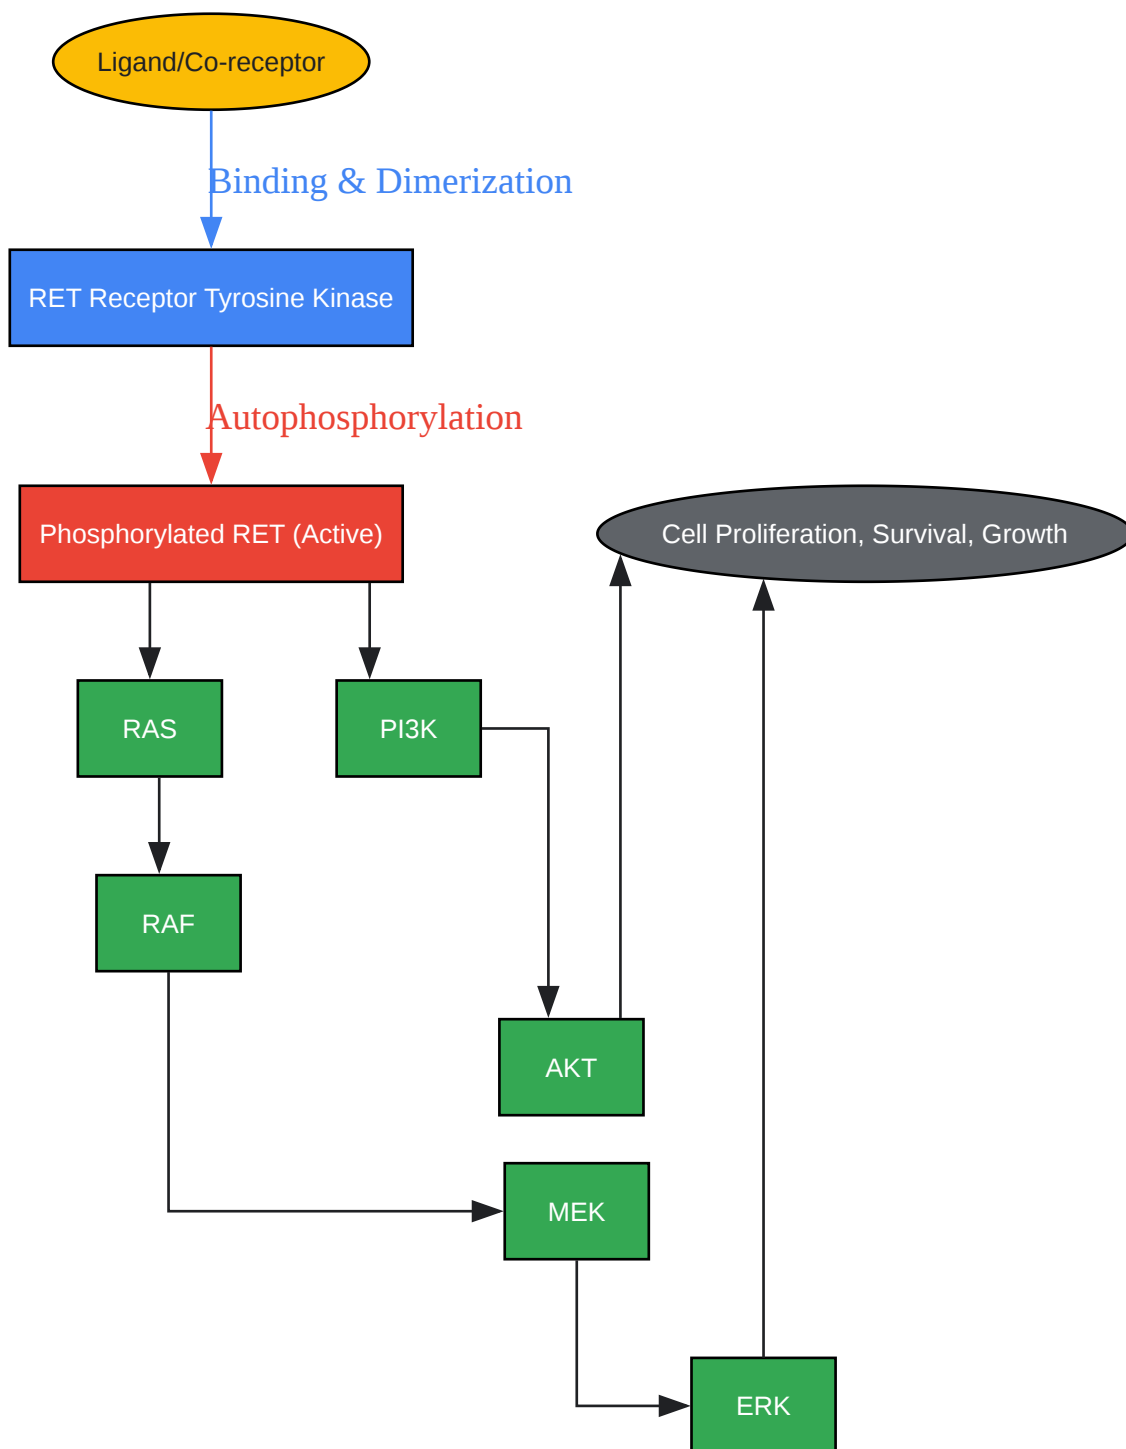 Ligand/Co-receptor
Binding & Dimerization
RET Receptor Tyrosine Kinase
Autophosphorylation
Phosphorylated RET (Active)
Cell Proliferation, Survival, Growth
RAS
PI3K
RAF
AKT
MEK
ERK